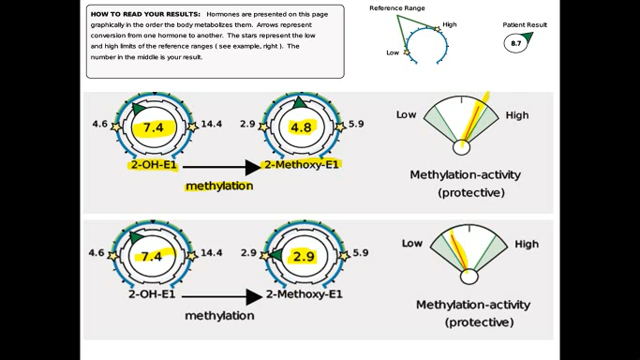 HOW TO READ YOUR RESULTS: Hormones are presented on this page
graphically in the order the body metabolizes them. Arrows represent
conversion from one hormone to another. The stars represent the low
and high limits of the reference ranges ( see example, right ). The
number in the middle is your result.
Reference Range
High
Low
Patient Result
8.7
4.6
7.4
14.4
2-OH-E1
methylation
2.9
4.8
5.9
2-Methoxy-E1
Low
High
Methylation-activity
(protective)
4.6
7.4
14.4
2-OH-E1
methylation
2.9
2.9
5.9
2-Methoxy-E1
Low
High
Methylation-activity
(protective)